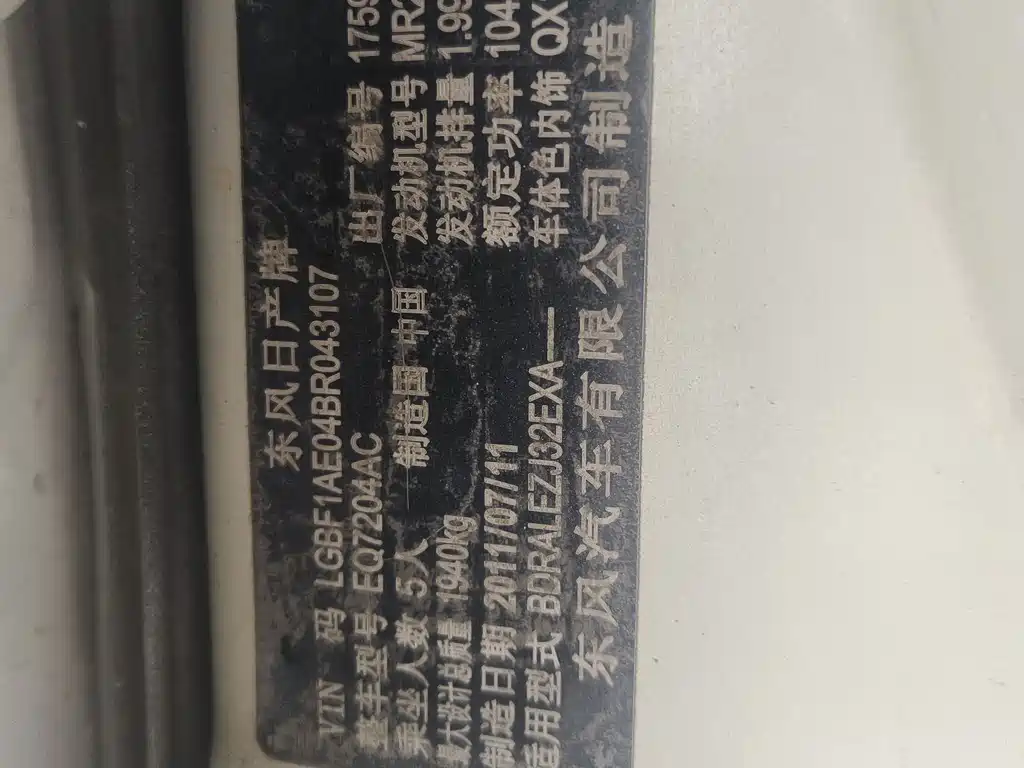 东风日产牌
VIN 码 LGBF1AE04BR043107
整车型号 EQ7204AC 出厂编号 1759
乘坐人数 5人 制造国 中国 发动机型号 MR2
最大设计总质量 1940kg 发动机排量 1.99
制造日期 2011/07/11 额定功率 104
适用型式 BDRALEZJ32EXA—— 车体色内饰 QX
东风汽车有限公司制造